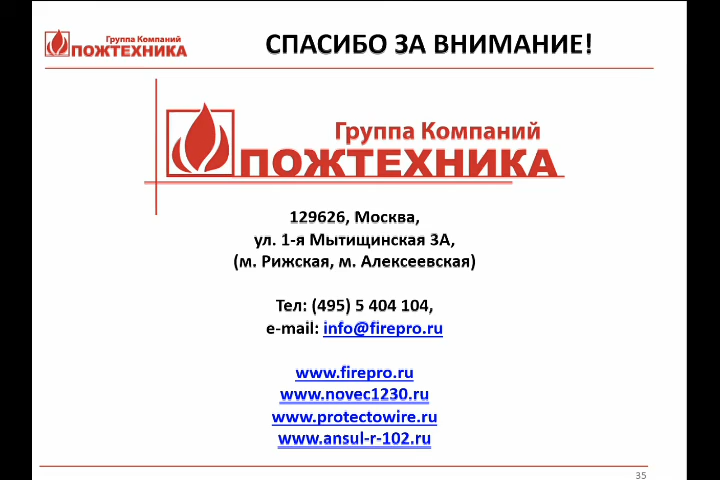 Группа Компаний
ПОЖТЕХНИКА
СПАСИБО ЗА ВНИМАНИЕ!
Группа Компаний
ПОЖТЕХНИКА
129626, Москва,
ул. 1-я Мытищинская 3А,
(м. Рижская, м. Алексеевская)
Тел: (495) 5 404 104,
e-mail: info@firepro.ru
www.firepro.ru
www.novec1230.ru
www.protectowire.ru
www.ansul-r-102.ru
35